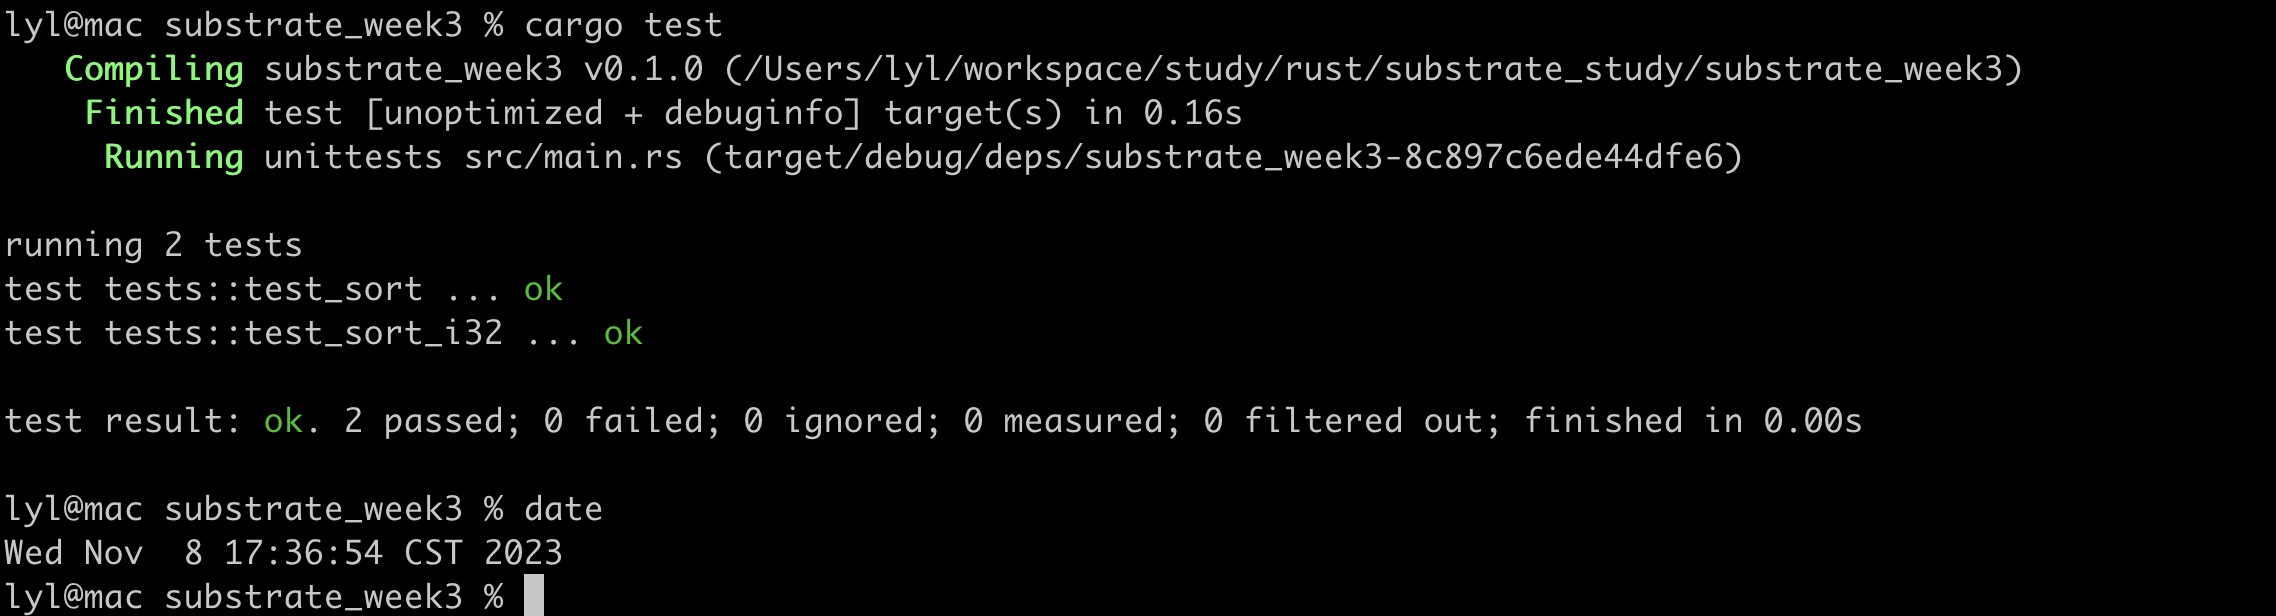 lyl@mac substrate_week3 % cargo test
   Compiling substrate_week3 v0.1.0 (/Users/lyl/workspace/study/rust/substrate_study/substrate_week3)
    Finished test [unoptimized + debuginfo] target(s) in 0.16s
     Running unittests src/main.rs (target/debug/deps/substrate_week3-8c897c6ede44dfe6)

running 2 tests
test tests::test_sort ... ok
test tests::test_sort_i32 ... ok

test result: ok. 2 passed; 0 failed; 0 ignored; 0 measured; 0 filtered out; finished in 0.00s

lyl@mac substrate_week3 % date
Wed Nov  8 17:36:54 CST 2023
lyl@mac substrate_week3 %